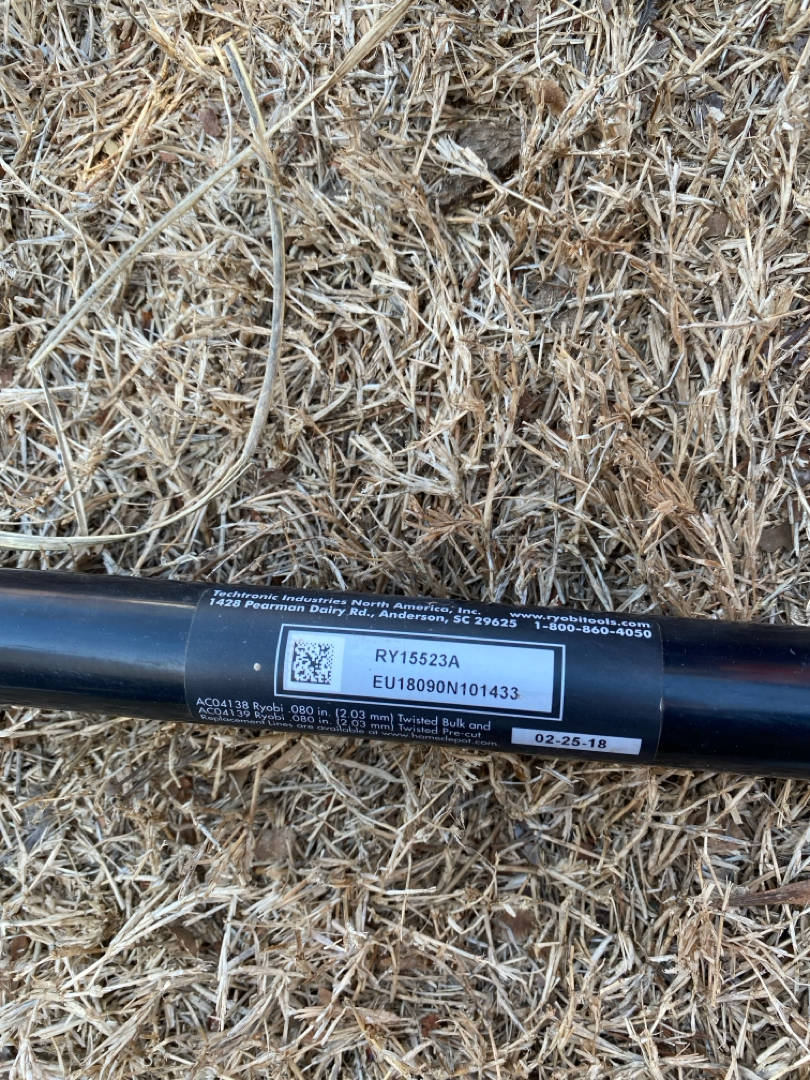 Techtronic Industries North America, Inc. www.ryobitools.com
1428 Pearman Dairy Rd., Anderson, SC 29625 1-800-860-4050
RY15523A
EU18090N101433
AC04138 Ryobi .080 in. (2.03 mm) Twisted Bulk and
AC04139 Ryobi .080 in. (2.03 mm) Twisted Pre-cut
Replacement Lines are available at www.homedepot.com
02-25-18